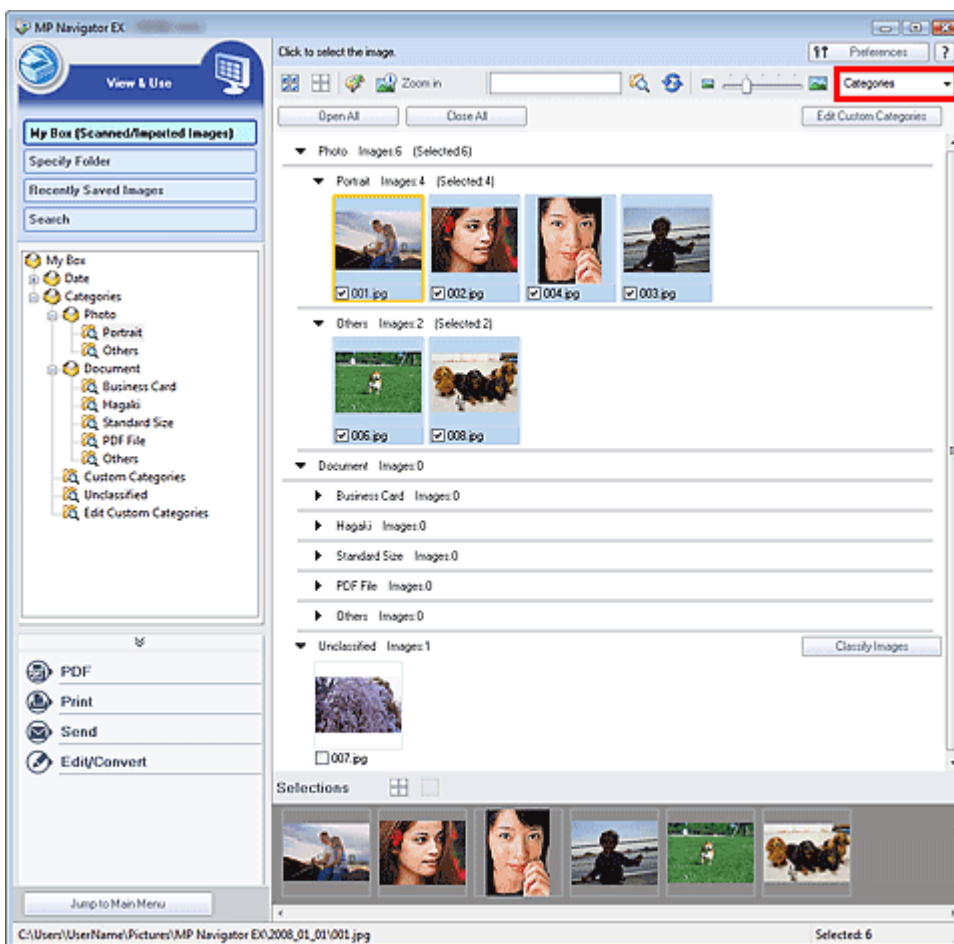 MP Navigator EX
View & Use
My Box (Scanned/Imported Images)
Specify Folder
Recently Saved Images
Search
My Box
Date
Categories
Photo
Portrait
Others
Document
Business Card
Hagaki
Standard Size
PDF File
Others
Custom Categories
Unclassified
Edit Custom Categories
PDF
Print
Send
Edit/Convert
Jump to Main Menu
Click to select the image.
Preferences ?
Zoom in
Categories
Open All Close All Edit Custom Categories
Photo Images:6 (Selected:6)
Portrait Images:4 (Selected:4)
001.jpg 002.jpg 004.jpg 003.jpg
Others Images:2 (Selected:2)
006.jpg 008.jpg
Document Images:0
Business Card Images:0
Hagaki Images:0
Standard Size Images:0
PDF File Images:0
Others Images:0
Unclassified Images:1 Classify Images
007.jpg
Selections
C:\Users\UserName\Pictures\MP Navigator EX\2008_01_01\001.jpg Selected: 6